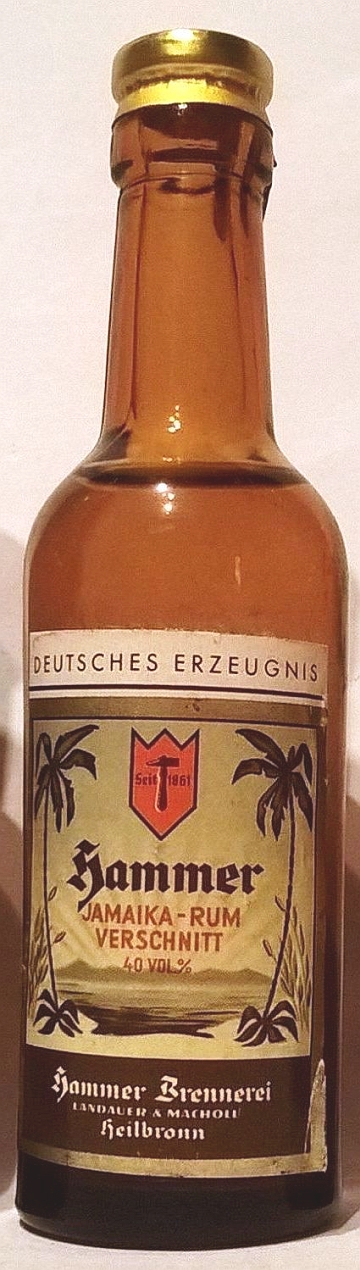 DEUTSCHES ERZEUGNIS
Seit 1861
Hammer
JAMAIKA-RUM
VERSCHNITT
40 VOL.%
Hammer Brennerei
LANDAUER & MACHOLL
Heilbronn